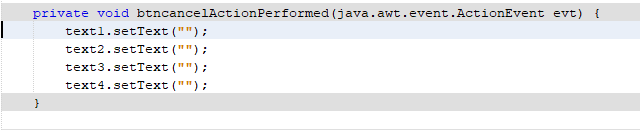 private void btncancelActionPerformed(java.awt.event.ActionEvent evt) {
text1.setText("");
text2.setText("");
text3.setText("");
text4.setText("");
}